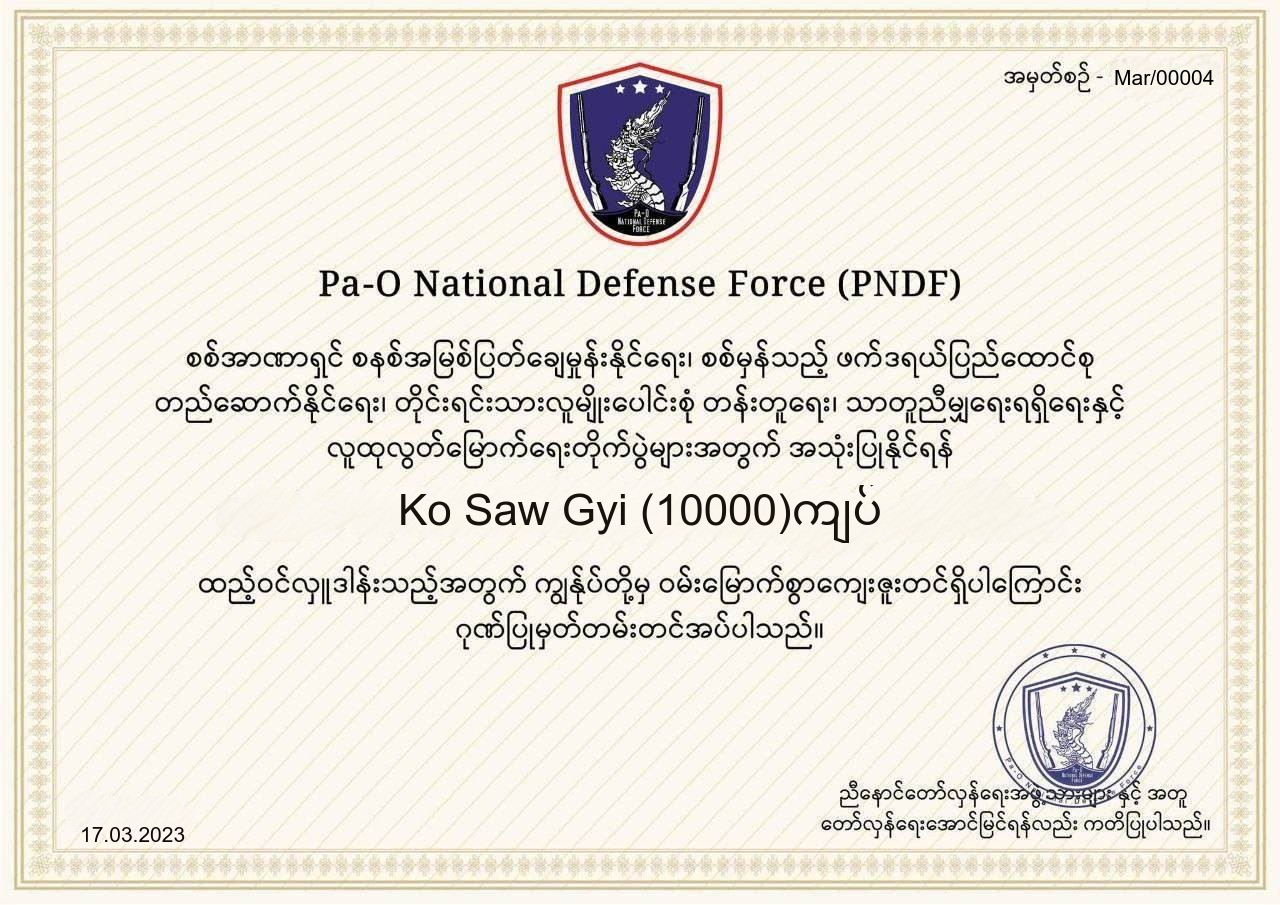 အမှတ်စဉ် - Mar/00004
PA-O
NATIONAL DEFENSE
FORCE
Pa-O National Defense Force (PNDF)
စစ်အာဏာရှင် စနစ်အမြစ်ပြတ်ချေမှုန်းနိုင်ရေး၊ စစ်မှန်သည့် ဖက်ဒရယ်ပြည်ထောင်စု
တည်ဆောက်နိုင်ရေး၊ တိုင်းရင်းသားလူမျိုးပေါင်းစုံ တန်းတူရေး၊ သာတူညီမျှရေးရရှိရေးနှင့်
လူထုလွတ်မြောက်ရေးတိုက်ပွဲများအတွက် အသုံးပြုနိုင်ရန်
Ko Saw Gyi (10000)ကျပ်
ထည့်ဝင်လှူဒါန်းသည့်အတွက် ကျွန်ုပ်တို့မှ ဝမ်းမြောက်စွာကျေးဇူးတင်ရှိပါကြောင်း
ဂုဏ်ပြုမှတ်တမ်းတင်အပ်ပါသည်။
PA-O
NATIONAL DEFENSE
FORCE
Pa-O National Defense Force
ညီနောင်တော်လှန်ရေးအဖွဲ့သားများနှင့် အတူ
တော်လှန်ရေးအောင်မြင်ရန်လည်း ကတိပြုပါသည်။
17.03.2023